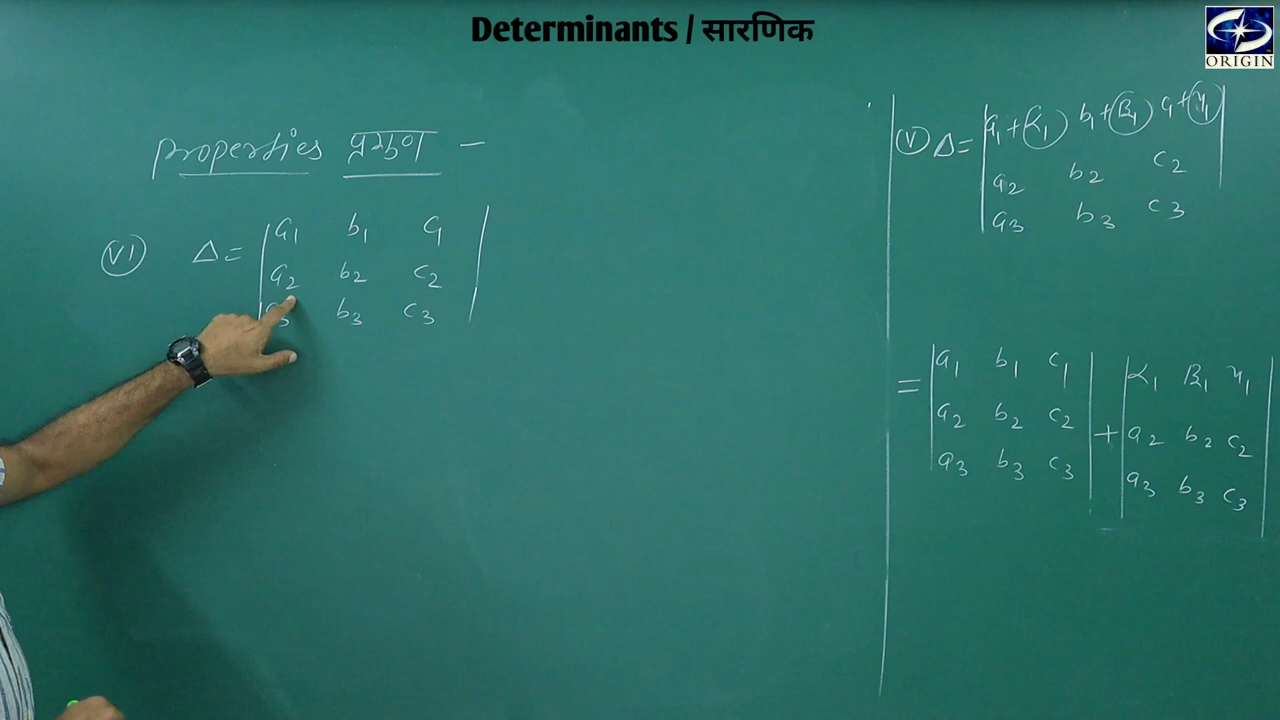 Determinants / सारणिक
ORIGIN
Properties गुणधर्म —
(VI) Δ = | a₁ b₁ c₁ |
| a₂ b₂ c₂ |
| a₃ b₃ c₃ |
(V) Δ = | a₁ + α₁ b₁ + β₁ c₁ + γ₁ |
| a₂ b₂ c₂ |
| a₃ b₃ c₃ |
= | a₁ b₁ c₁ | + | α₁ β₁ γ₁ |
| a₂ b₂ c₂ | | a₂ b₂ c₂ |
| a₃ b₃ c₃ | | a₃ b₃ c₃ |